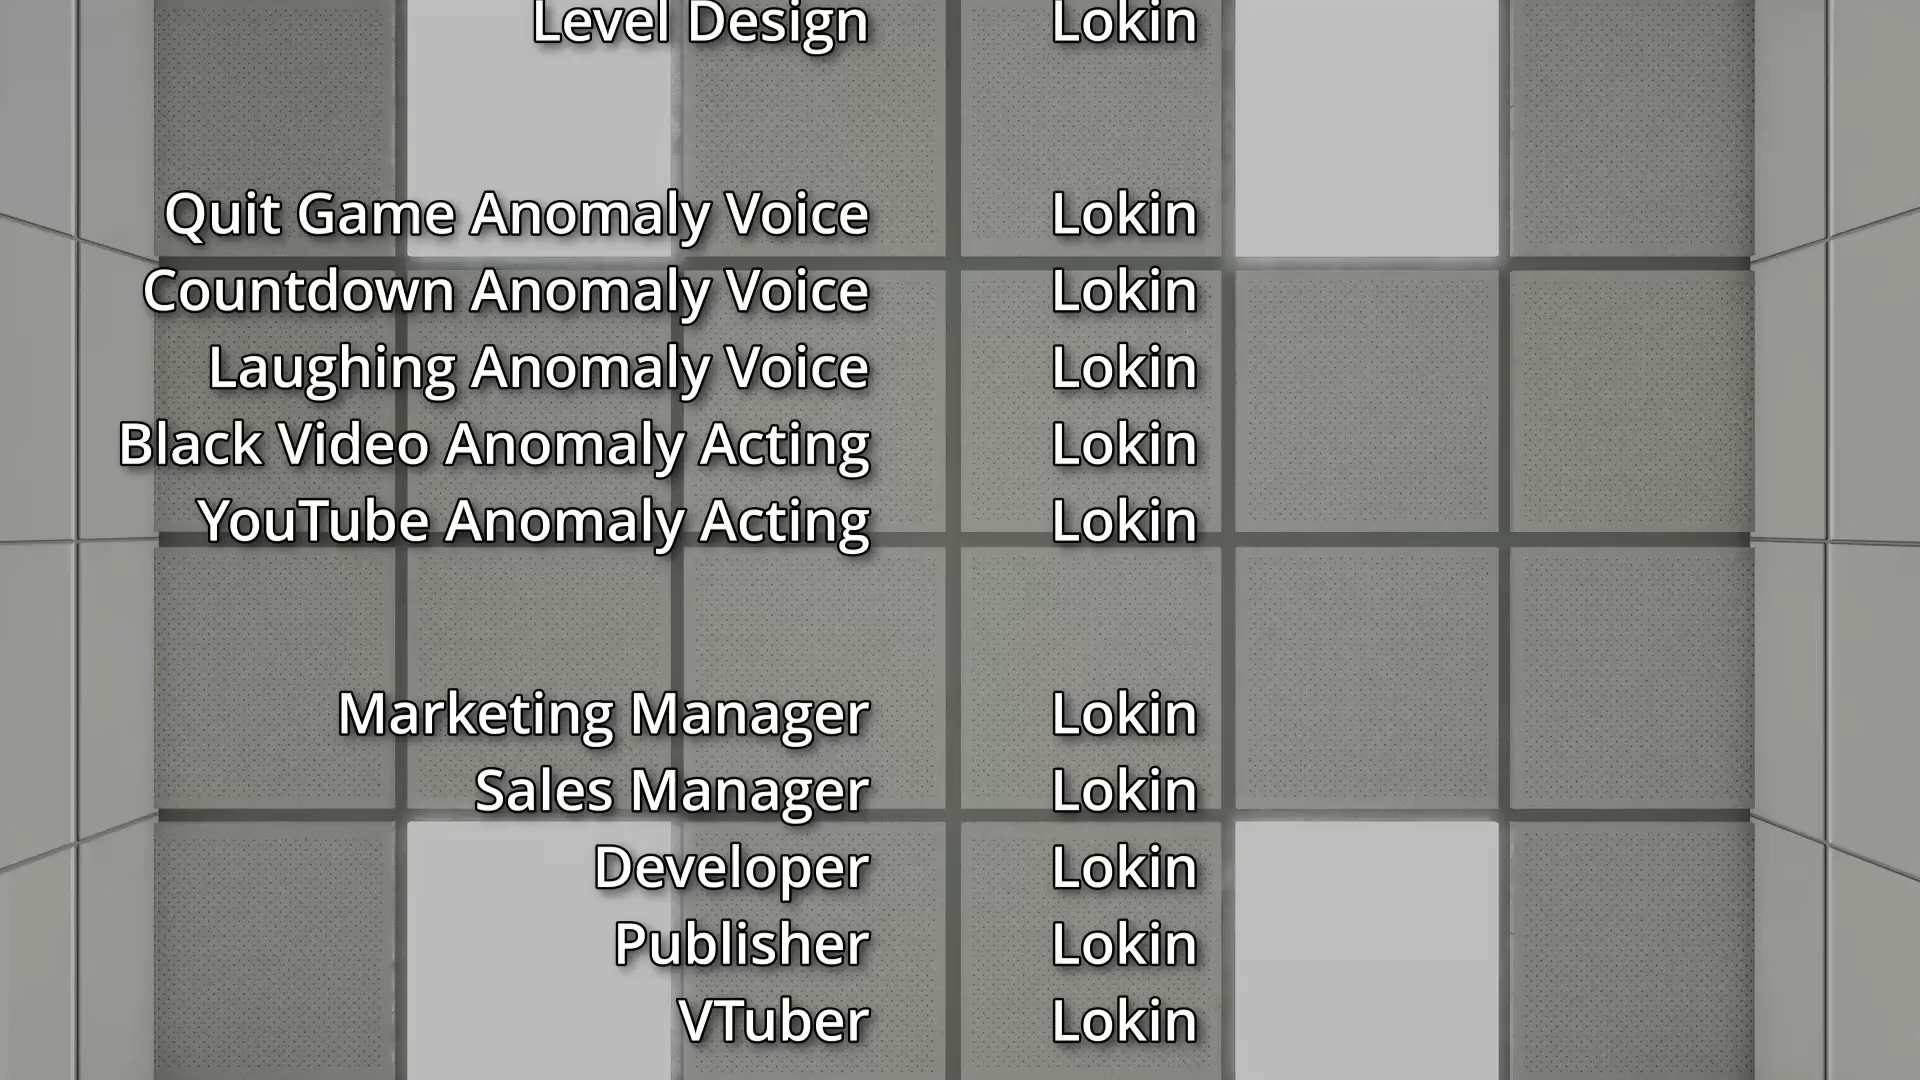 Level Design Lokin
Quit Game Anomaly Voice Lokin
Countdown Anomaly Voice Lokin
Laughing Anomaly Voice Lokin
Black Video Anomaly Acting Lokin
YouTube Anomaly Acting Lokin
Marketing Manager Lokin
Sales Manager Lokin
Developer Lokin
Publisher Lokin
VTuber Lokin